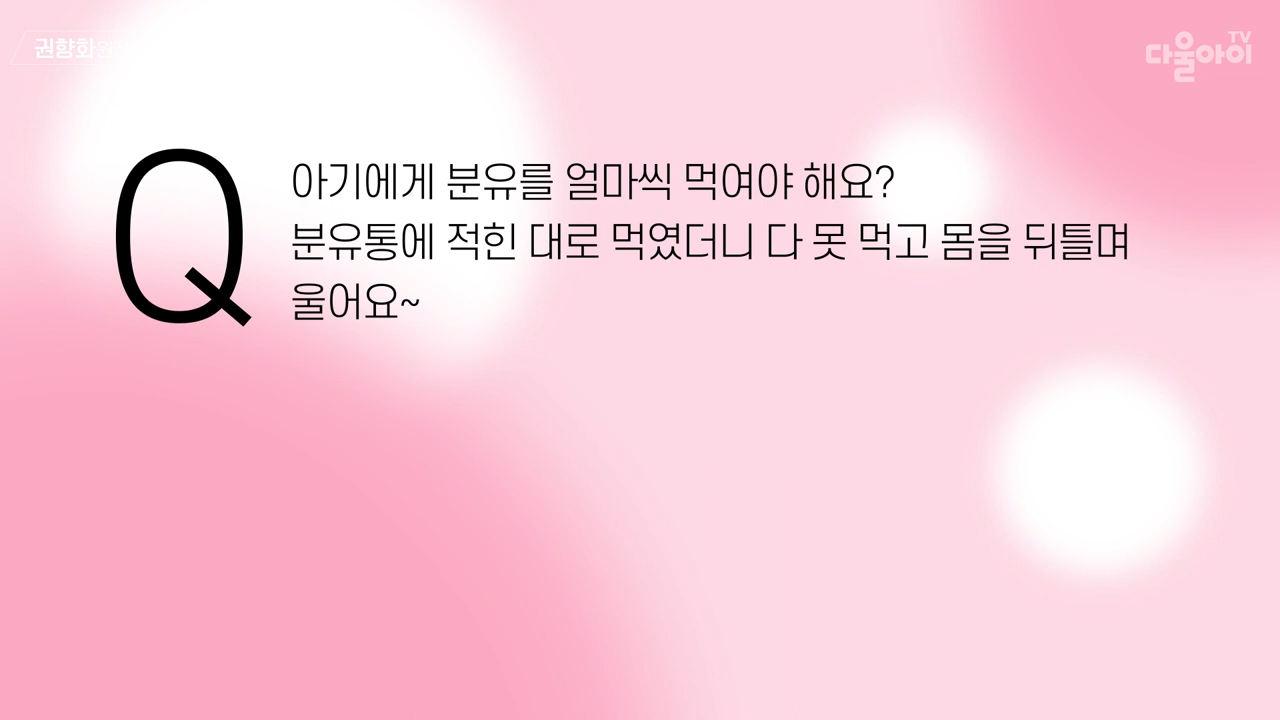 권향화
TV
다울아이
Q
아기에게 분유를 얼마씩 먹여야 해요?
분유통에 적힌 대로 먹였더니 다 못 먹고 몸을 뒤틀며
울어요~